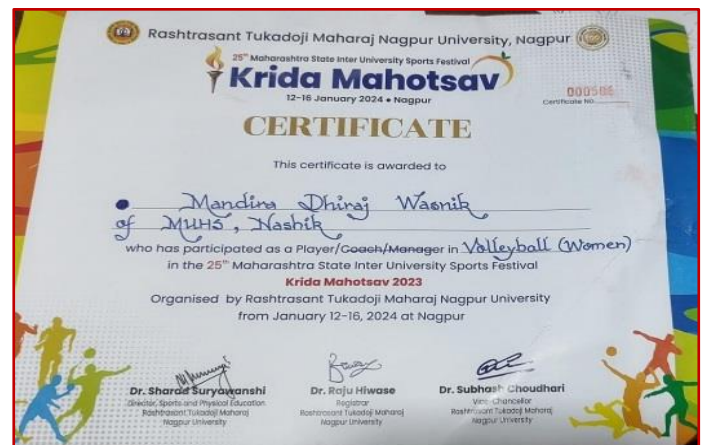 Rashtrasant Tukadoji Maharaj Nagpur University, Nagpur
25th Maharashtra State Inter University Sports Festival
Krida Mahotsav
12-16 January 2024 • Nagpur
Certificate No.
CERTIFICATE
This certificate is awarded to
Mandira Dhiraj Wasnik
of MUHS, Nashik
who has participated as a Player/Coach/Manager in Volleyball (Women)
in the 25th Maharashtra State Inter University Sports Festival
Krida Mahotsav 2023
Organised by Rashtrasant Tukadoji Maharaj Nagpur University
from January 12-16, 2024 at Nagpur
Dr. Sharad Suryawanshi
Director, Sports and Physical Education
Rashtrasant Tukadoji Maharaj
Nagpur University
Dr. Raju Hiwase
Registrar
Rashtrasant Tukadoji Maharaj
Nagpur University
Dr. Subhash Choudhari
Vice-Chancellor
Rashtrasant Tukadoji Maharaj
Nagpur University